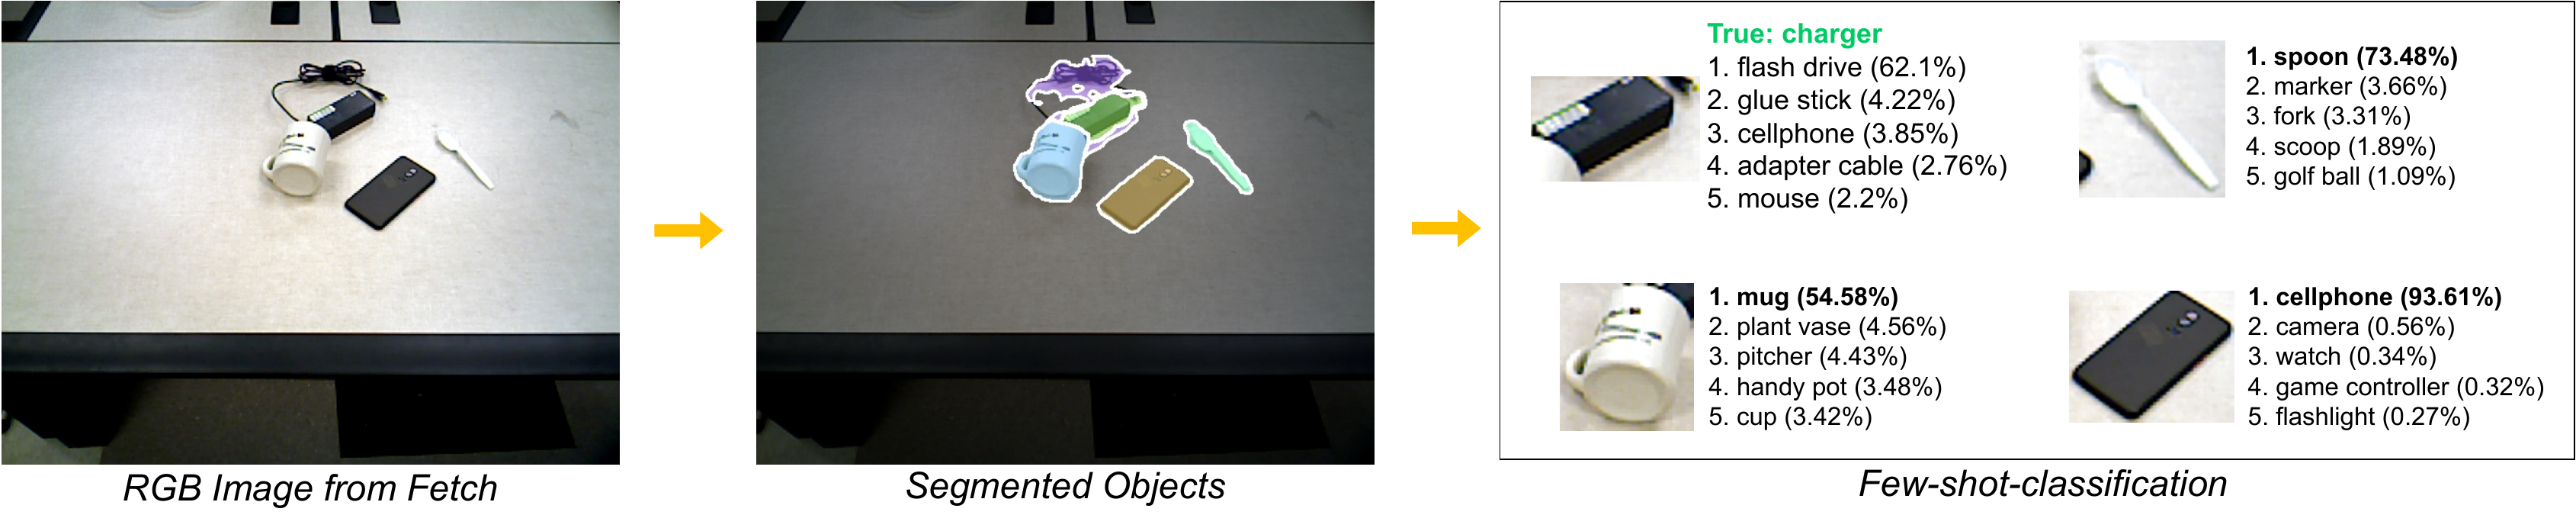 True: charger
1. flash drive (62.1%)
2. glue stick (4.22%)
3. cellphone (3.85%)
4. adapter cable (2.76%)
5. mouse (2.2%)
1. spoon (73.48%)
2. marker (3.66%)
3. fork (3.31%)
4. scoop (1.89%)
5. golf ball (1.09%)
1. mug (54.58%)
2. plant vase (4.56%)
3. pitcher (4.43%)
4. handy pot (3.48%)
5. cup (3.42%)
1. cellphone (93.61%)
2. camera (0.56%)
3. watch (0.34%)
4. game controller (0.32%)
5. flashlight (0.27%)
RGB Image from Fetch
Segmented Objects
Few-shot-classification